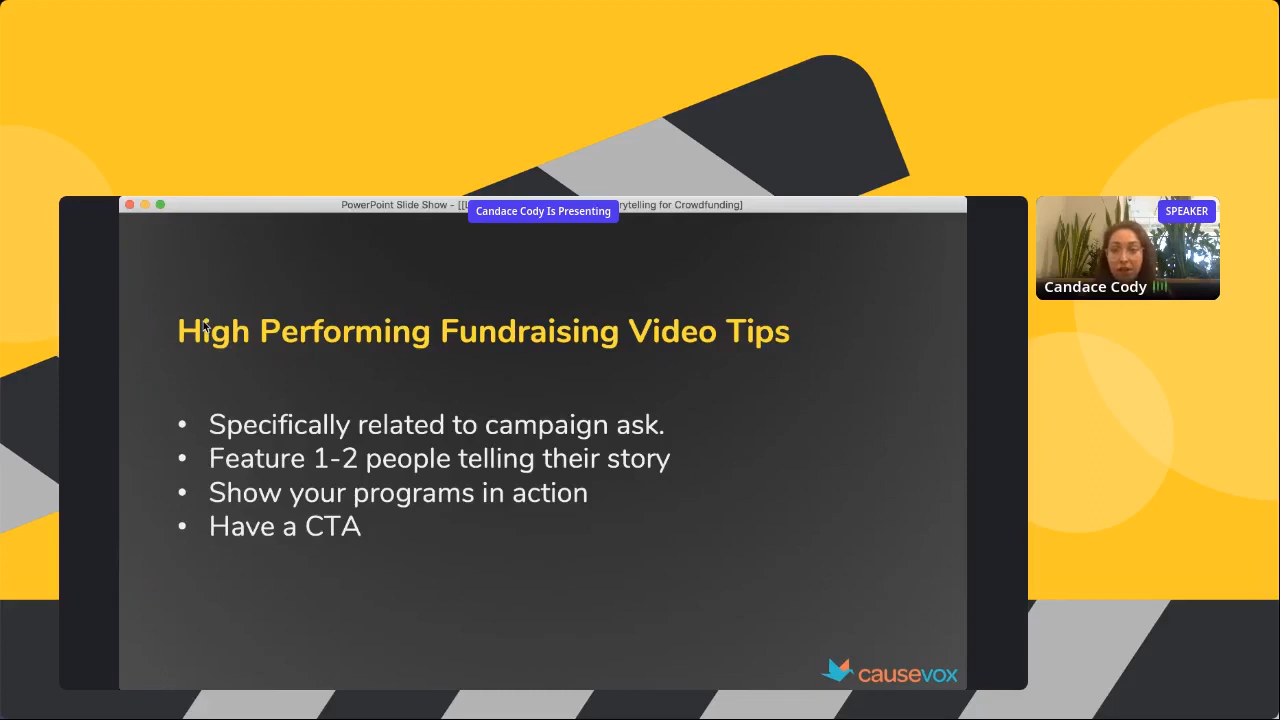 PowerPoint Slide Show - [[L
Candace Cody Is Presenting
rytelling for Crowdfunding]
SPEAKER
Candace Cody
High Performing Fundraising Video Tips
• Specifically related to campaign ask.
• Feature 1-2 people telling their story
• Show your programs in action
• Have a CTA
causevox